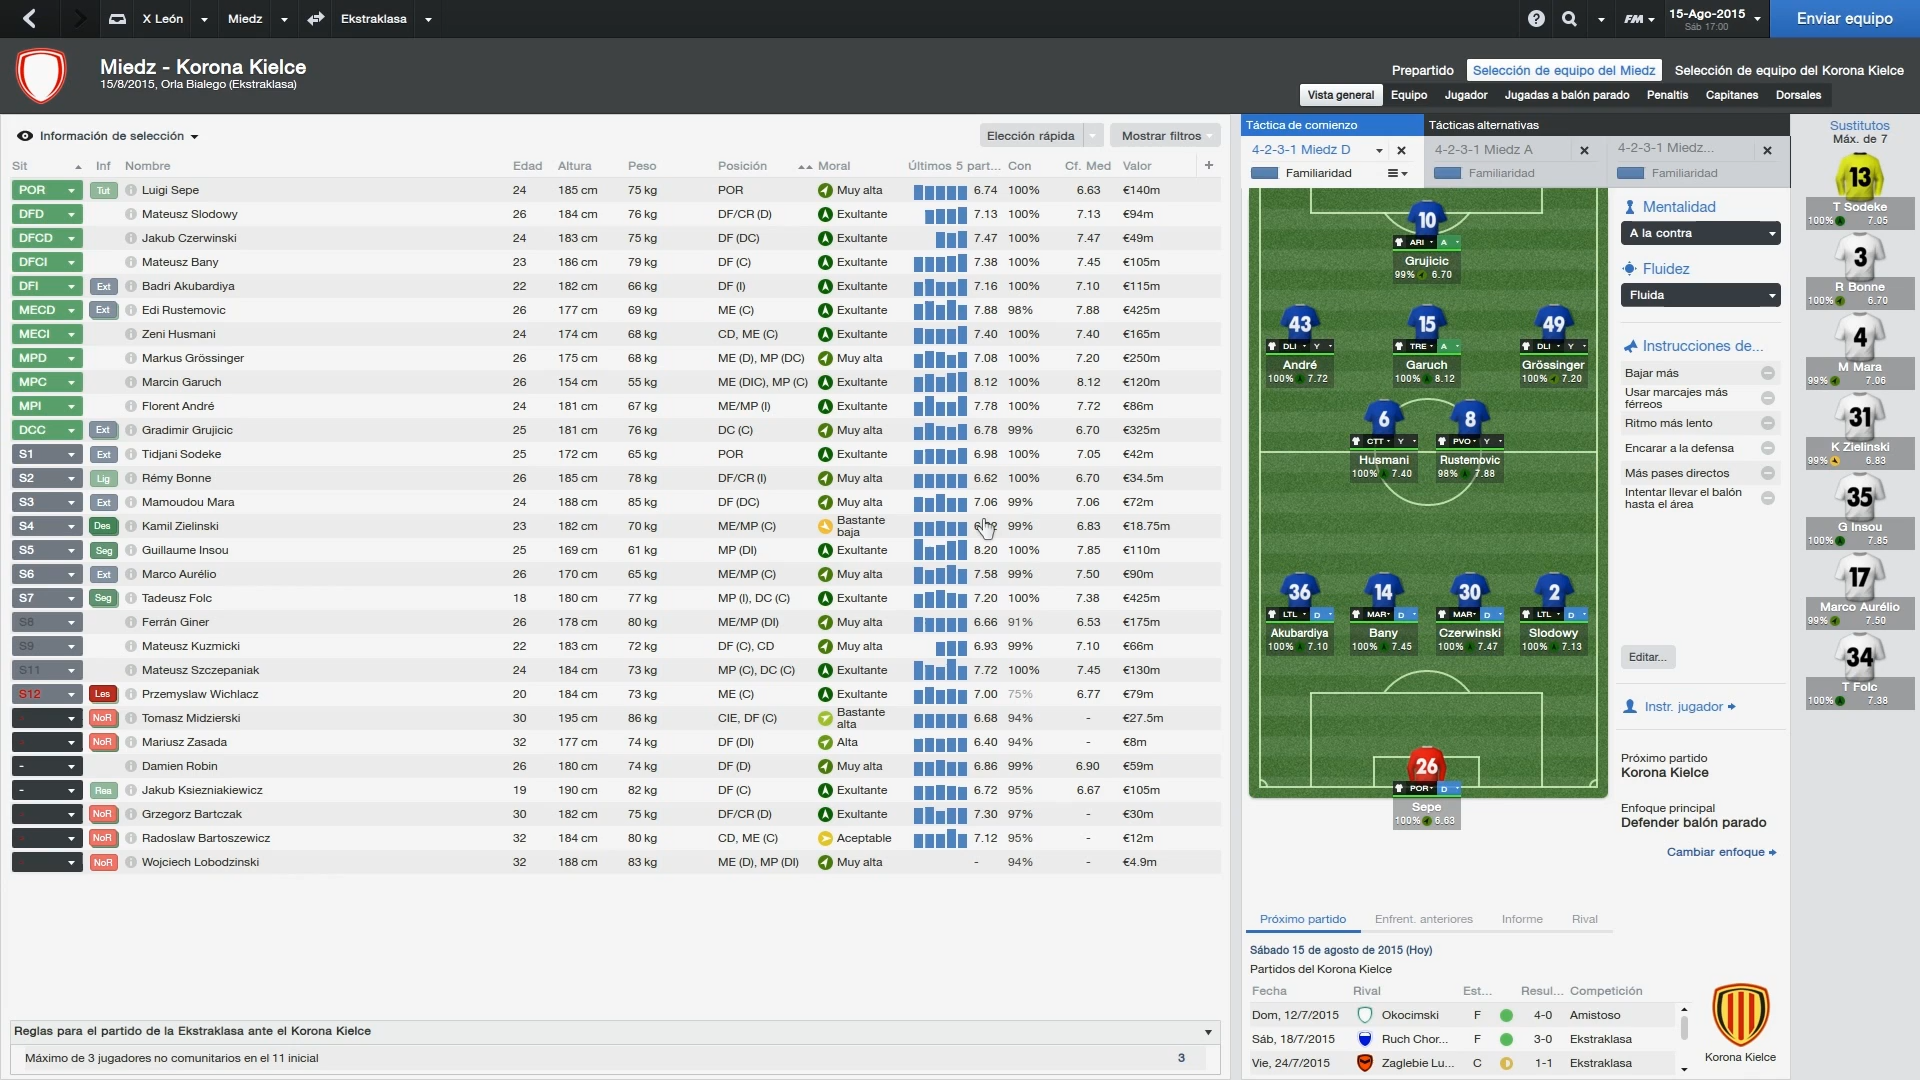 X León Miedz Ekstraklasa FM 15-Ago-2015 Sáb 17:00 Enviar equipo
Miedz - Korona Kielce
15/8/2015, Orla Bialego (Ekstraklasa)
Prepartido Selección de equipo del Miedz Selección de equipo del Korona Kielce
Vista general Equipo Jugador Jugadas a balón parado Penaltis Capitanes Dorsales
Información de selección Elección rápida Mostrar filtros
Sit Inf Nombre Edad Altura Peso Posición Moral Últimos 5 part... Con Cf. Med Valor +
POR Tut Luigi Sepe 24 185 cm 75 kg POR Muy alta 6.74 100% 6.63 €140m
DFD Mateusz Slodowy 26 184 cm 76 kg DF/CR (D) Exultante 7.13 100% 7.13 €94m
DFCD Jakub Czerwinski 24 183 cm 75 kg DF (DC) Exultante 7.47 100% 7.47 €49m
DFCI Mateusz Bany 23 186 cm 79 kg DF (C) Exultante 7.38 100% 7.45 €105m
DFI Ext Badri Akubardiya 22 182 cm 66 kg DF (I) Exultante 7.16 100% 7.10 €115m
MECD Ext Edi Rustemovic 26 177 cm 69 kg ME (C) Exultante 7.88 98% 7.88 €425m
MECI Zeni Husmani 24 174 cm 68 kg CD, ME (C) Exultante 7.40 100% 7.40 €165m
MPD Markus Grössinger 26 175 cm 68 kg ME (D), MP (DC) Muy alta 7.08 100% 7.20 €250m
MPC Marcin Garuch 26 154 cm 55 kg ME (DIC), MP (C) Exultante 8.12 100% 8.12 €120m
MPI Florent André 24 181 cm 67 kg ME/MP (I) Exultante 7.78 100% 7.72 €86m
DCC Ext Gradimir Grujicic 25 181 cm 76 kg DC (C) Muy alta 6.78 99% 6.70 €325m
S1 Ext Tidjani Sodeke 25 172 cm 65 kg POR Exultante 6.98 100% 7.05 €42m
S2 Lig Rémy Bonne 26 185 cm 78 kg DF/CR (I) Muy alta 6.62 100% 6.70 €34.5m
S3 Ext Mamoudou Mara 24 188 cm 85 kg DF (DC) Muy alta 7.06 99% 7.06 €72m
S4 Des Kamil Zielinski 23 182 cm 70 kg ME/MP (C) Bastante baja 99% 6.83 €18.75m
S5 Seg Guillaume Insou 25 169 cm 61 kg MP (DI) Exultante 8.20 100% 7.85 €110m
S6 Ext Marco Aurélio 26 170 cm 65 kg ME/MP (C) Muy alta 7.58 99% 7.50 €90m
S7 Seg Tadeusz Folc 18 180 cm 77 kg MP (I), DC (C) Exultante 7.20 100% 7.38 €425m
S8 Ferrán Giner 26 178 cm 80 kg ME/MP (DI) Muy alta 6.66 91% 6.53 €175m
S9 Mateusz Kuzmicki 22 183 cm 72 kg DF (C), CD Muy alta 6.93 99% 7.10 €66m
S11 Mateusz Szczepaniak 24 184 cm 73 kg MP (C), DC (C) Exultante 7.72 100% 7.45 €130m
S12 Les Przemyslaw Wichlacz 20 184 cm 73 kg ME (C) Exultante 7.00 75% 6.77 €79m
NoR Tomasz Midzierski 30 195 cm 86 kg CIE, DF (C) Bastante alta 6.68 94% - €27.5m
NoR Mariusz Zasada 32 177 cm 74 kg DF (DI) Alta 6.40 94% - €8m
- Damien Robin 26 180 cm 74 kg DF (D) Muy alta 6.86 99% 6.90 €59m
- Rea Jakub Ksiezniakiewicz 19 190 cm 82 kg DF (C) Exultante 6.72 95% 6.67 €105m
NoR Grzegorz Bartczak 30 182 cm 75 kg DF/CR (D) Exultante 7.30 97% - €30m
NoR Radoslaw Bartoszewicz 32 184 cm 80 kg CD, ME (C) Aceptable 7.12 95% - €12m
NoR Wojciech Lobodzinski 32 188 cm 83 kg ME (D), MP (DI) Muy alta - 94% - €4.9m
Reglas para el partido de la Ekstraklasa ante el Korona Kielce
Máximo de 3 jugadores no comunitarios en el 11 inicial 3
Táctica de comienzo Tácticas alternativas
4-2-3-1 Miedz D 4-2-3-1 Miedz A 4-2-3-1 Miedz...
Familiaridad Familiaridad Familiaridad
10
ARI A
Grujicic
99% 6.70
43 15 49
DLI Y TRE A DLI Y
André Garuch Grössinger
100% 7.72 100% 8.12 100% 7.20
6 8
CTT Y PVO Y
Husmani Rustemovic
100% 7.40 98% 7.88
36 14 30 2
LTL D MAR D MAR D LTL D
Akubardiya Bany Czerwinski Slodowy
100% 7.10 100% 7.45 100% 7.47 100% 7.13
26
POR D
Sepe
100% 6.63
Mentalidad
A la contra
Fluidez
Fluida
Instrucciones de...
Bajar más
Usar marcajes más férreos
Ritmo más lento
Encarar a la defensa
Más pases directos
Intentar llevar el balón hasta el área
Editar...
Instr. jugador
Próximo partido
Korona Kielce
Enfoque principal
Defender balón parado
Cambiar enfoque
Sustitutos
Máx. de 7
13
T Sodeke
100% 7.05
3
R Bonne
100% 6.70
4
M Mara
99% 7.06
31
K Zielinski
99% 6.83
35
G Insou
100% 7.85
17
Marco Aurélio
99% 7.50
34
T Folc
100% 7.38
Próximo partido Enfrent. anteriores Informe Rival
Sábado 15 de agosto de 2015 (Hoy)
Partidos del Korona Kielce
Fecha Rival Est... Resul... Competición
Dom, 12/7/2015 Okocimski F 4-0 Amistoso
Sáb, 18/7/2015 Ruch Chor... F 3-0 Ekstraklasa
Vie, 24/7/2015 Zaglebie Lu... C 1-1 Ekstraklasa
Korona Kielce